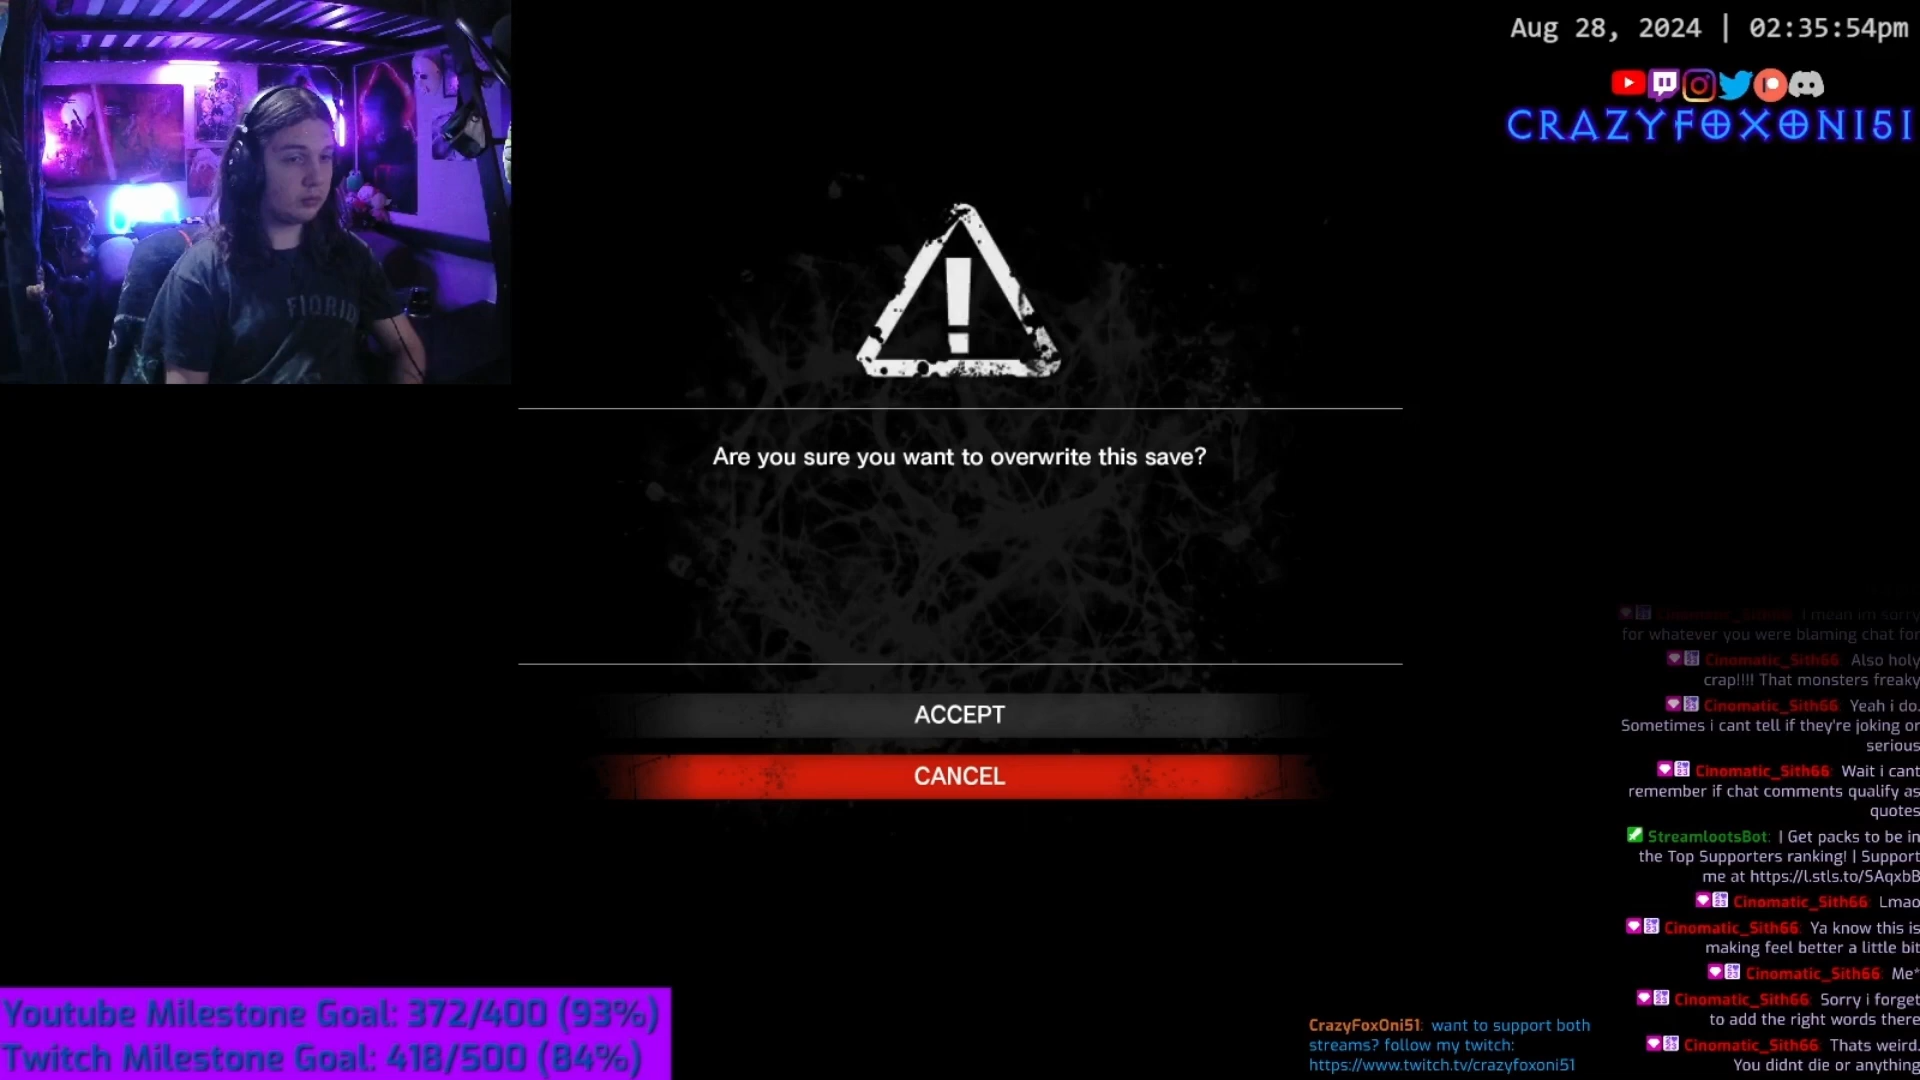 Aug 28, 2024 | 02:35:54pm
CRAZYFOXONI51
FlORID
Are you sure you want to overwrite this save?
ACCEPT
CANCEL
Cinomatic_Sith66: I mean im sorry
for whatever you were blaming chat for
Cinomatic_Sith66: Also holy
crap!!!! That monsters freaky
Cinomatic_Sith66: Yeah i do.
Sometimes i cant tell if they're joking or
serious
Cinomatic_Sith66: Wait i cant
remember if chat comments qualify as
quotes
StreamlootsBot: | Get packs to be in
the Top Supporters ranking! | Support
me at https://l.stls.to/SAqxbB
Cinomatic_Sith66: Lmao
Cinomatic_Sith66: Ya know this is
making feel better a little bit
Cinomatic_Sith66: Me*
Cinomatic_Sith66: Sorry i forget
to add the right words there
Cinomatic_Sith66: Thats weird.
You didnt die or anything
CrazyFoxOni51: want to support both
streams? follow my twitch:
https://www.twitch.tv/crazyfoxoni51
Youtube Milestone Goal: 372/400 (93%)
Twitch Milestone Goal: 418/500 (84%)